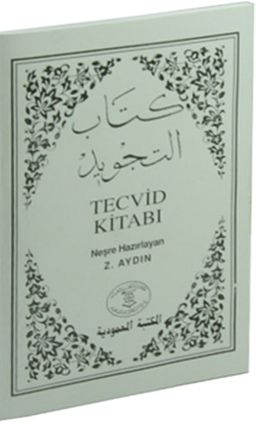 كتاب
التجويد
TECVİD
KİTABI
Neşre Hazırlayan
Z. AYDIN
المكتبة المحمودية